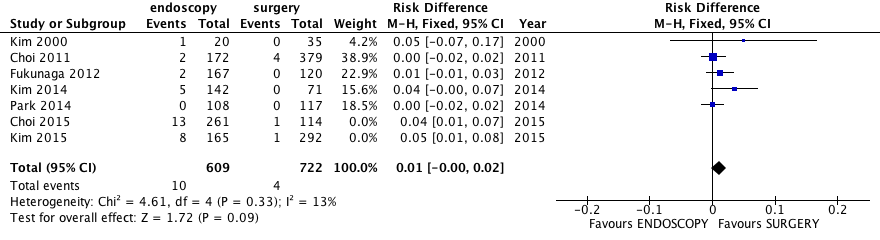 endoscopy surgery Risk Difference Risk Difference
Study or Subgroup Events Total Events Total Weight M-H, Fixed, 95% CI Year M-H, Fixed, 95% CI
Kim 2000 1 20 0 35 4.2% 0.05 [-0.07, 0.17] 2000
Choi 2011 2 172 4 379 38.9% 0.00 [-0.02, 0.02] 2011
Fukunaga 2012 2 167 0 120 22.9% 0.01 [-0.01, 0.03] 2012
Kim 2014 5 142 0 71 15.6% 0.04 [-0.00, 0.07] 2014
Park 2014 0 108 0 117 18.5% 0.00 [-0.02, 0.02] 2014
Choi 2015 13 261 1 114 0.0% 0.04 [0.01, 0.07] 2015
Kim 2015 8 165 1 292 0.0% 0.05 [0.01, 0.08] 2015
Total (95% CI) 609 722 100.0% 0.01 [-0.00, 0.02]
Total events 10 4
Heterogeneity: Chi² = 4.61, df = 4 (P = 0.33); I² = 13%
Test for overall effect: Z = 1.72 (P = 0.09)
-0.2 -0.1 0 0.1 0.2
Favours ENDOSCOPY Favours SURGERY